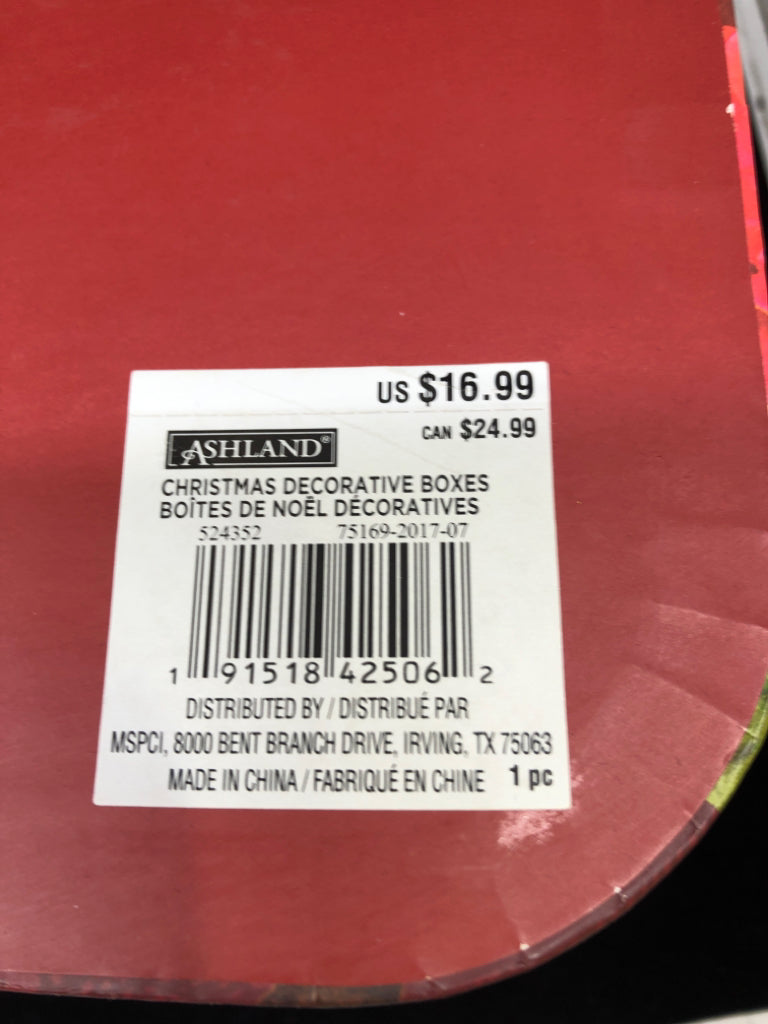 US $16.99
CAN $24.99
ASHLAND®
CHRISTMAS DECORATIVE BOXES
BOÎTES DE NOËL DÉCORATIVES
524352 75169-2017-07
1 91518 42506 2
DISTRIBUTED BY / DISTRIBUÉ PAR
MSPCI, 8000 BENT BRANCH DRIVE, IRVING, TX 75063
MADE IN CHINA / FABRIQUÉ EN CHINE 1 pc